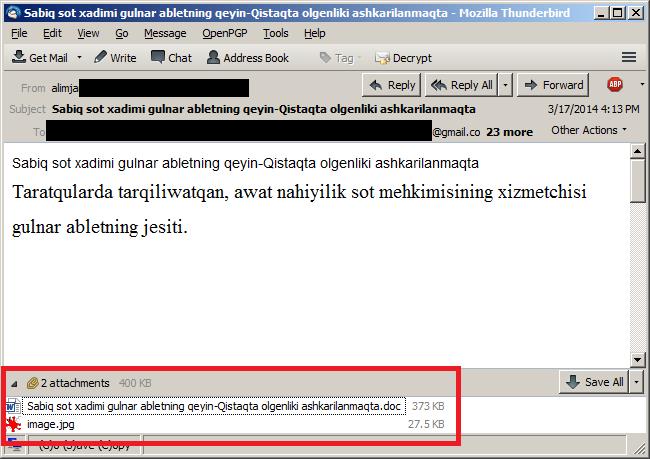 Sabiq sot xadimi gulnar abletning qeyin-Qistaqta olgenliki ashkarilanmaqta - Mozilla Thunderbird
File Edit View Go Message OpenPGP Tools Help
Get Mail Write Chat Address Book Tag Decrypt
From alimja Reply Reply All Forward ABP
Subject Sabiq sot xadimi gulnar abletning qeyin-Qistaqta olgenliki ashkarilanmaqta 3/17/2014 4:13 PM
To @gmail.co 23 more Other Actions
Sabiq sot xadimi gulnar abletning qeyin-Qistaqta olgenliki ashkarilanmaqta
Taratqularda tarqiliwatqan, awat nahiyilik sot mehkimisining xizmetchisi
gulnar abletning jesiti.
2 attachments 400 KB Save All
Sabiq sot xadimi gulnar abletning qeyin-Qistaqta olgenliki ashkarilanmaqta.doc 373 KB
image.jpg 27.5 KB